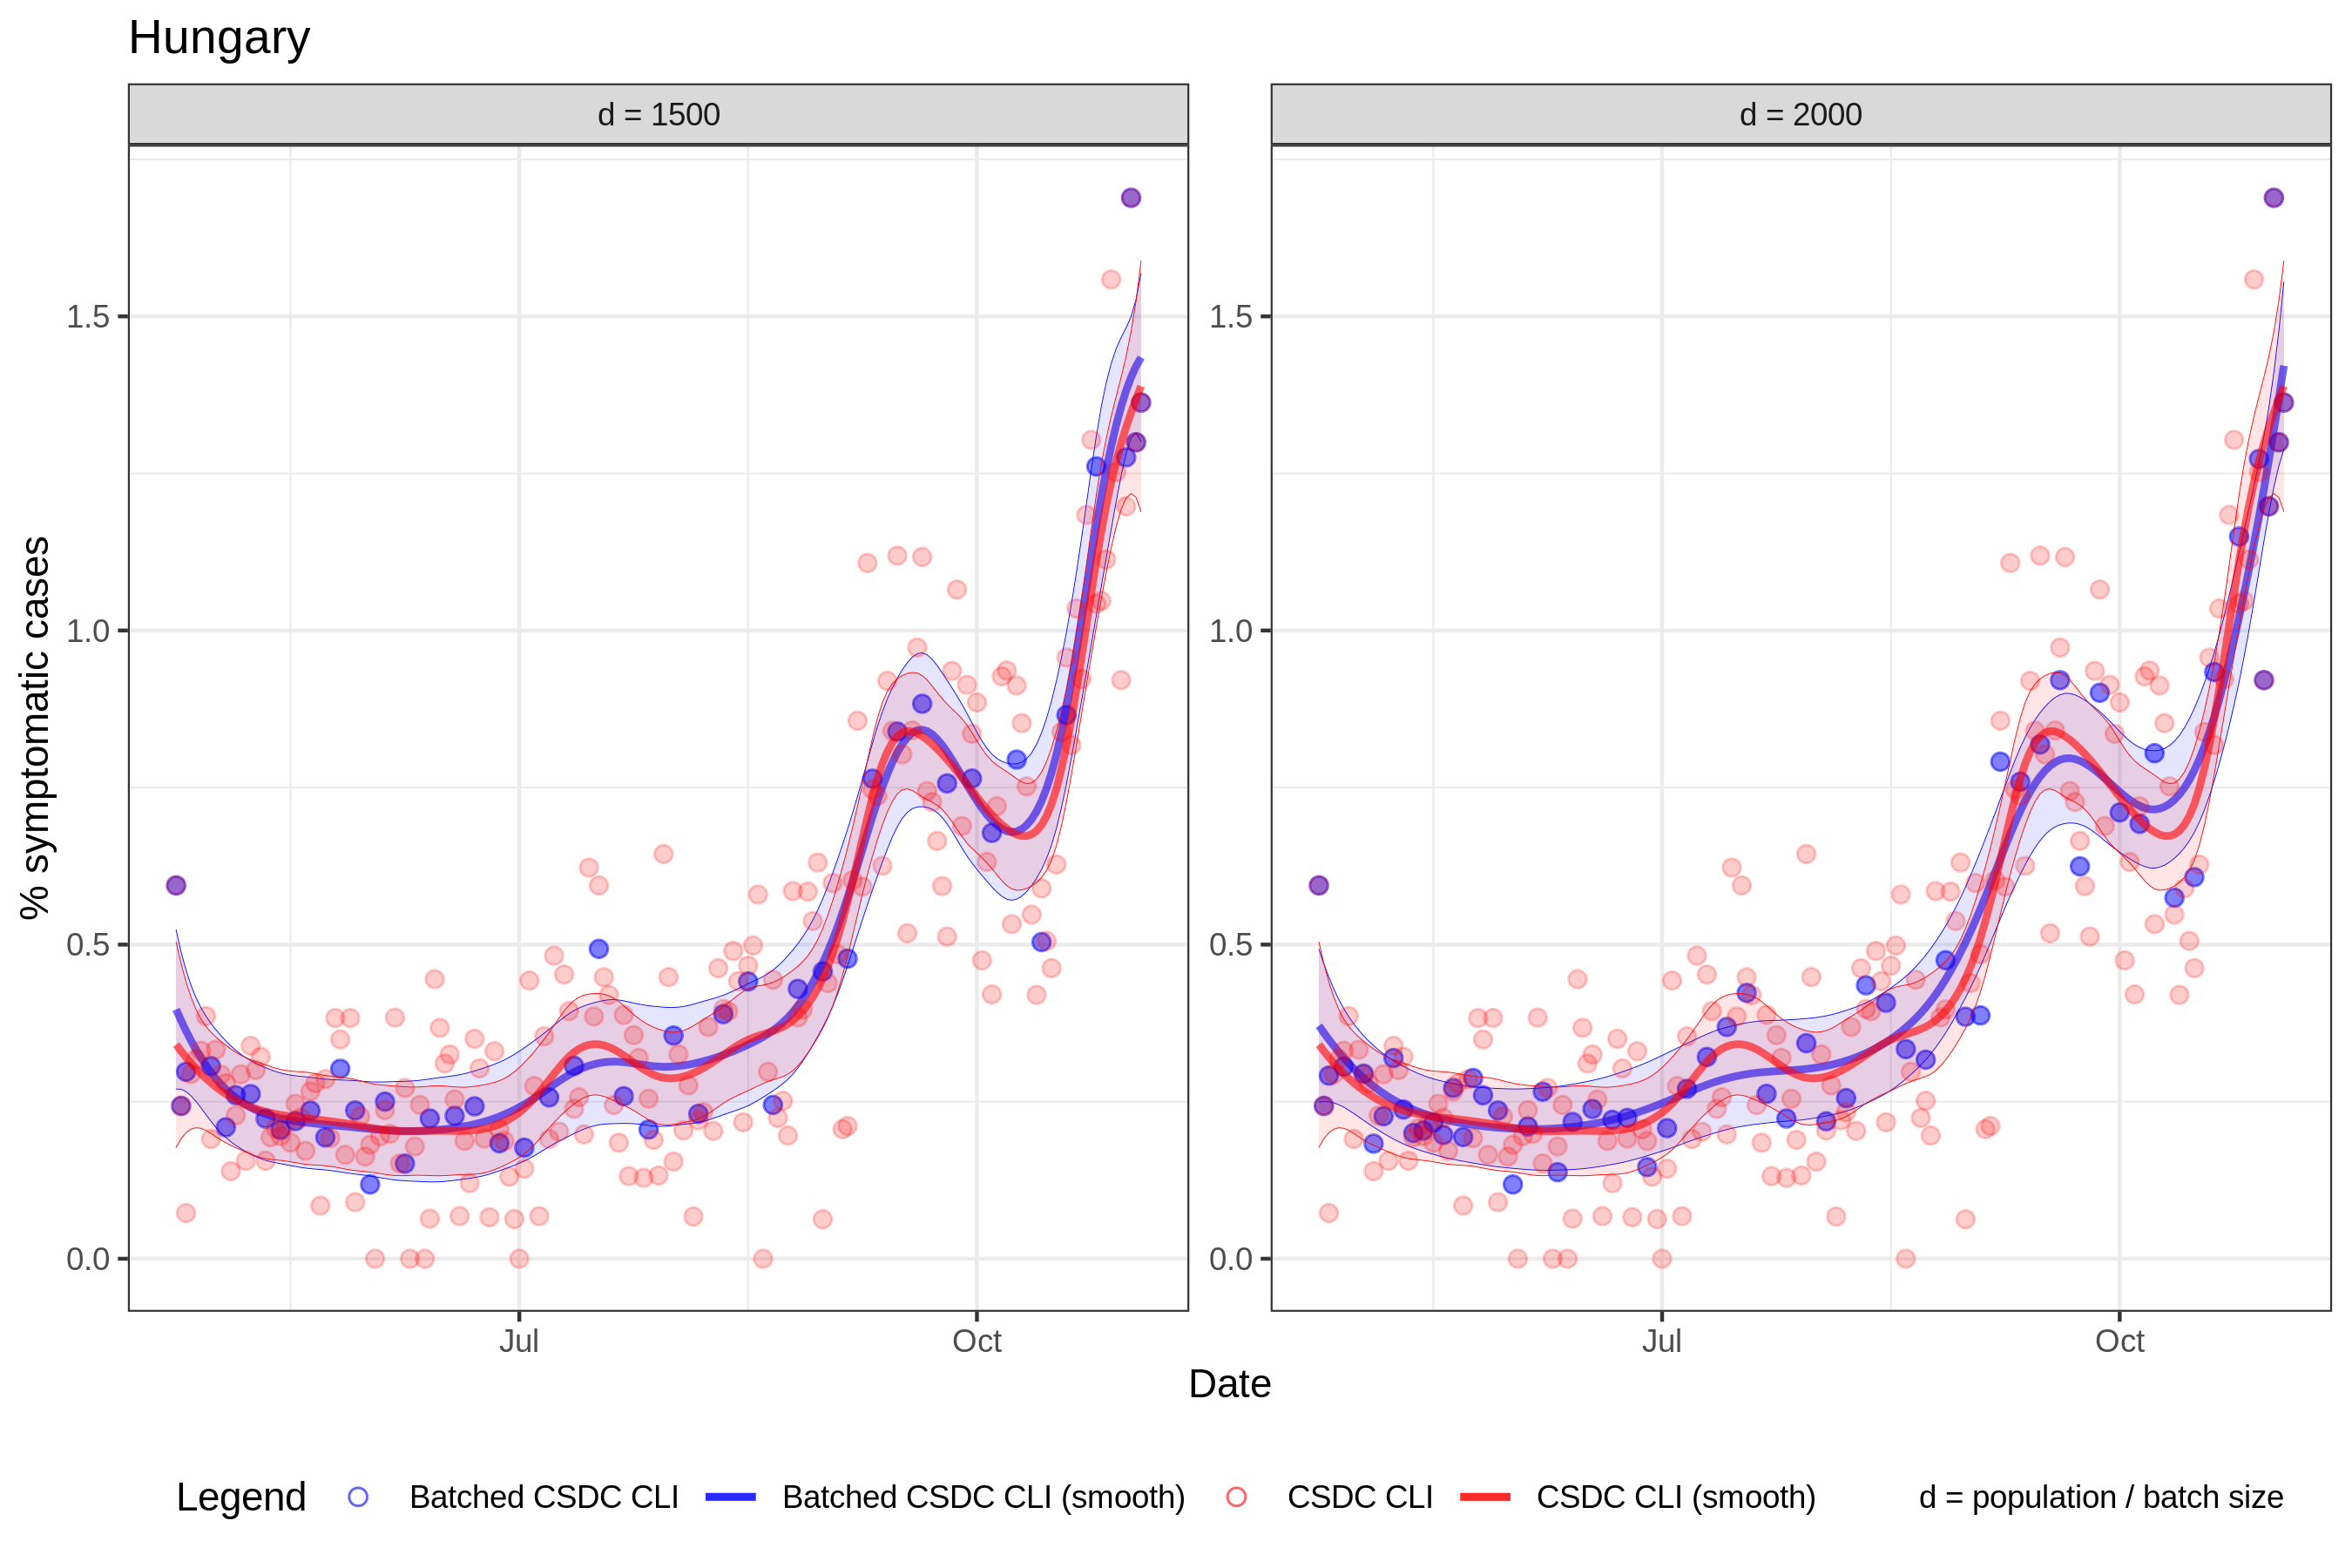 Hungary
d = 1500
d = 2000
% symptomatic cases
1.5
1.0
0.5
0.0
1.5
1.0
0.5
0.0
Jul
Oct
Jul
Oct
Date
Legend Batched CSDC CLI Batched CSDC CLI (smooth) CSDC CLI CSDC CLI (smooth) d = population / batch size